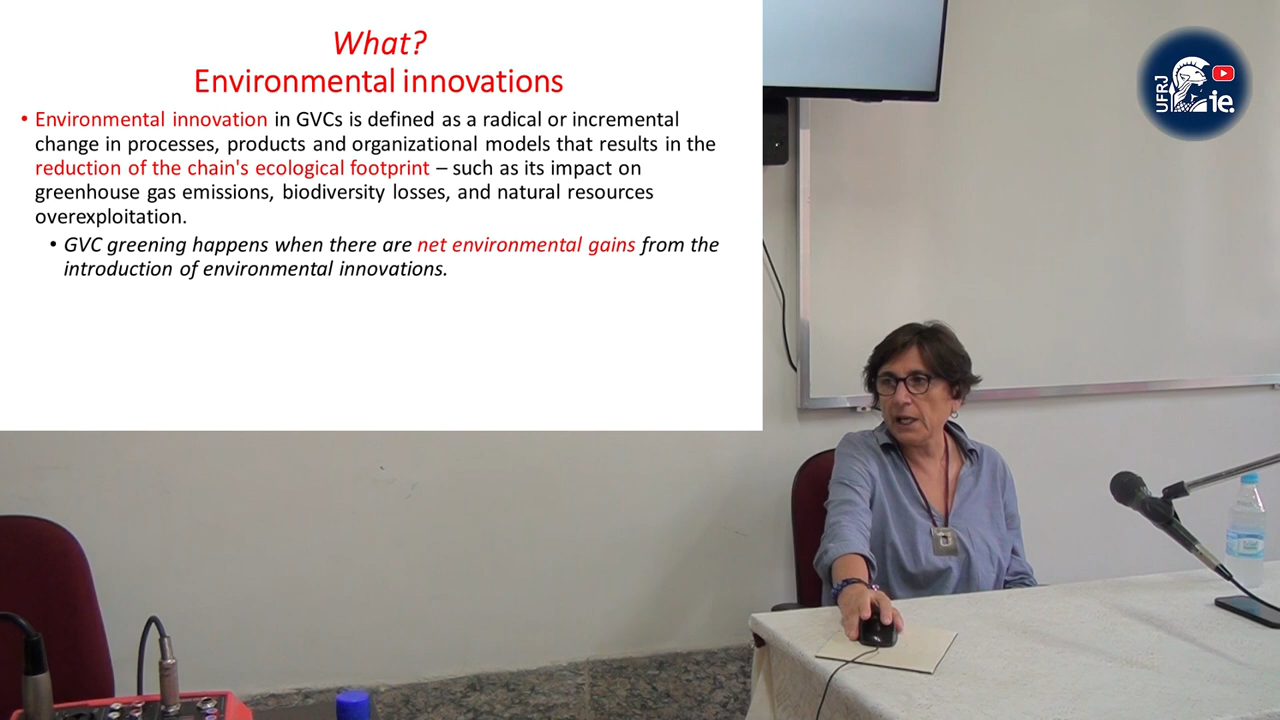 What?
Environmental innovations
• Environmental innovation in GVCs is defined as a radical or incremental
change in processes, products and organizational models that results in the
reduction of the chain's ecological footprint – such as its impact on
greenhouse gas emissions, biodiversity losses, and natural resources
overexploitation.
• GVC greening happens when there are net environmental gains from the
introduction of environmental innovations.
UFRJ
ie.